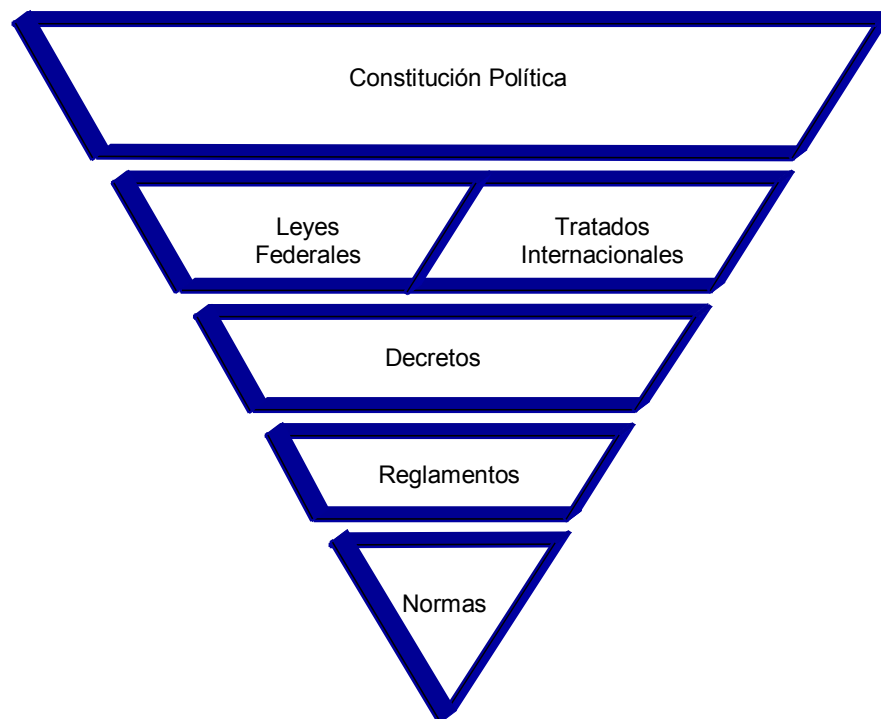 Constitución Política
Leyes
Federales
Tratados
Internacionales
Decretos
Reglamentos
Normas